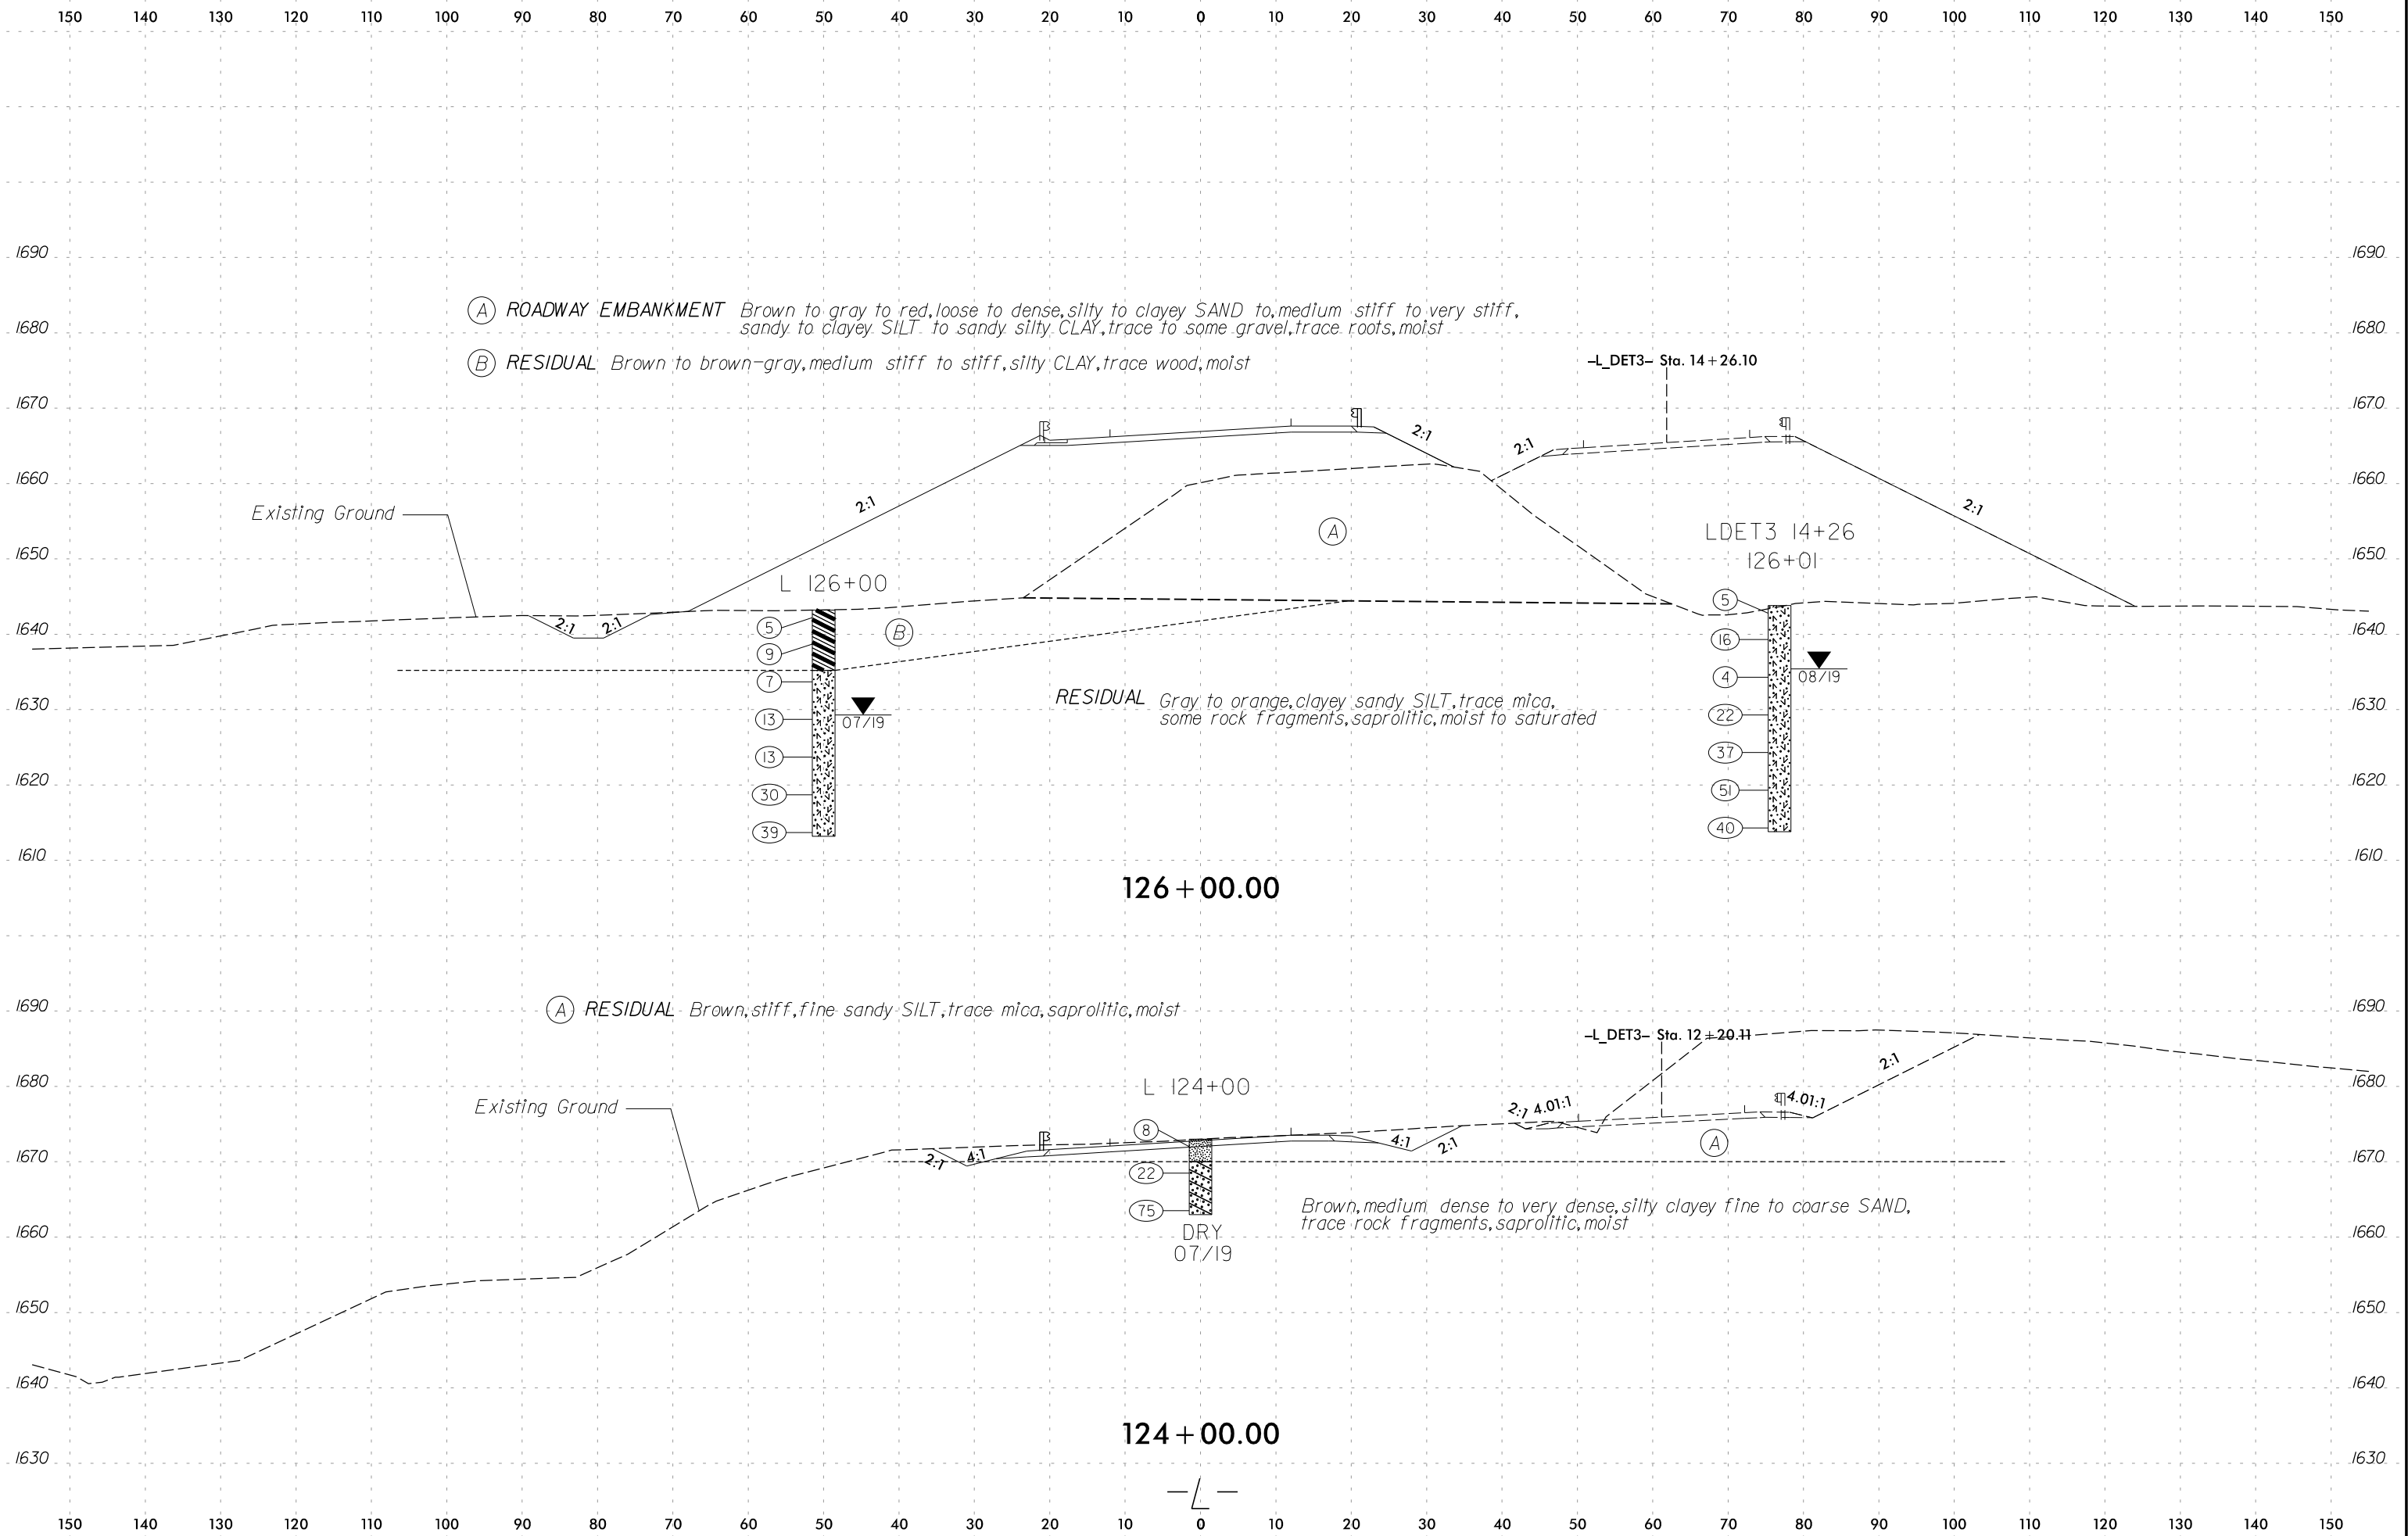 150 140 130 120 110 100 90 80 70 60 50 40 30 20 10 0 10 20 30 40 50 60 70 80 90 100 110 120 130 140 150
1690 1690
A ROADWAY EMBANKMENT Brown to gray to red, loose to dense, silty to clayey SAND to, medium stiff to very stiff,
sandy to clayey SILT to sandy silty CLAY, trace to some gravel, trace roots, moist
1680 1680
B RESIDUAL Brown to brown-gray, medium stiff to stiff, silty CLAY, trace wood, moist
-L_DET3- Sta. 14+26.10
1670 1670
2:1 2:1
1660 1660
2:1 2:1
Existing Ground
A
LDET3 14+26
126+01
1650 1650
L 126+00
5
2:1 2:1
5
B
1640 1640
16
9
7
4
08/19
RESIDUAL Gray to orange, clayey sandy SILT, trace mica,
some rock fragments, saprolitic, moist to saturated
1630 1630
13
07/19
22
13
37
1620 1620
30
51
39
40
1610 1610
126+00.00
1690 1690
A RESIDUAL Brown, stiff, fine sandy SILT, trace mica, saprolitic, moist
-L_DET3- Sta. 12+20.11
1680 1680
L 124+00
2:1
Existing Ground
2:1 4.01:1
4.01:1
8
4:1 2:1
A
2:1 4:1
1670 1670
22
75
Brown, medium dense to very dense, silty clayey fine to coarse SAND,
trace rock fragments, saprolitic, moist
1660 1660
DRY
07/19
1650 1650
1640 1640
124+00.00
1630 1630
-L-
150 140 130 120 110 100 90 80 70 60 50 40 30 20 10 0 10 20 30 40 50 60 70 80 90 100 110 120 130 140 150